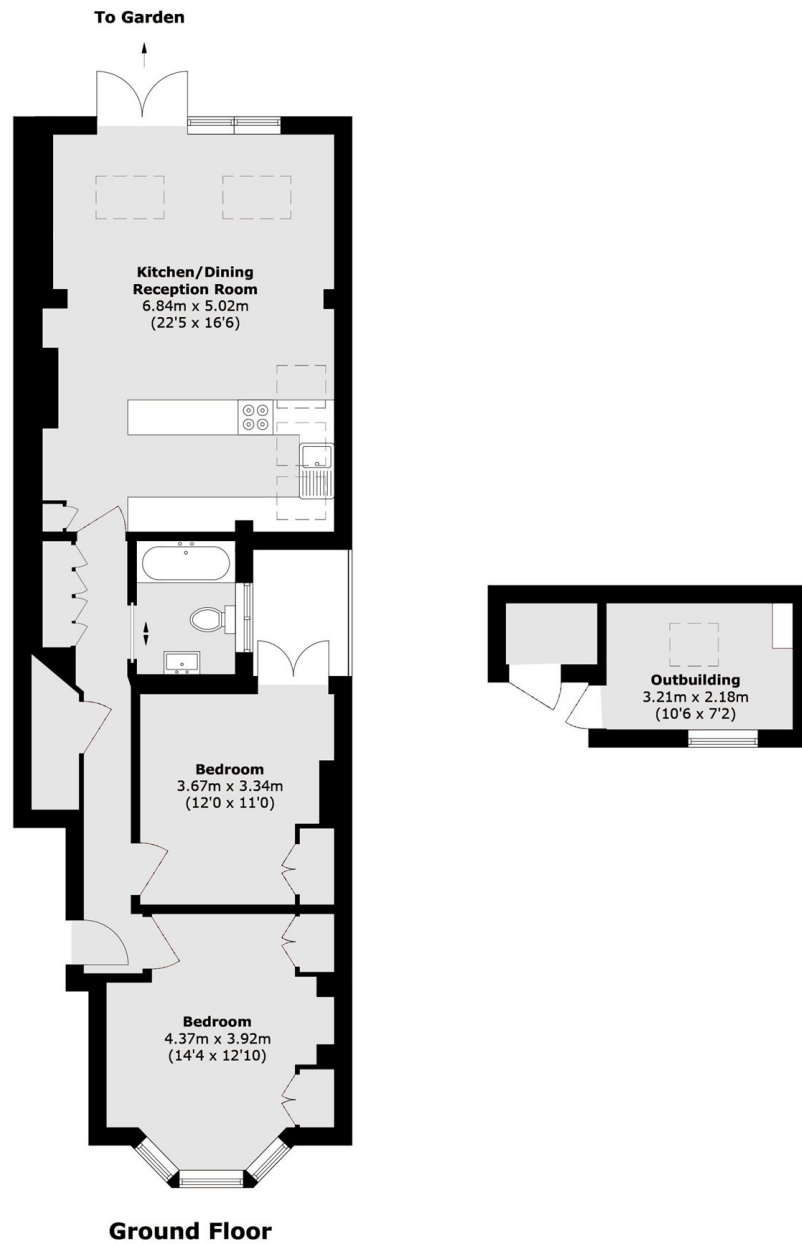 To Garden
Kitchen/Dining
Reception Room
6.84m x 5.02m
(22'5 x 16'6)
Bedroom
3.67m x 3.34m
(12'0 x 11'0)
Outbuilding
3.21m x 2.18m
(10'6 x 7'2)
Bedroom
4.37m x 3.92m
(14'4 x 12'10)
Ground Floor